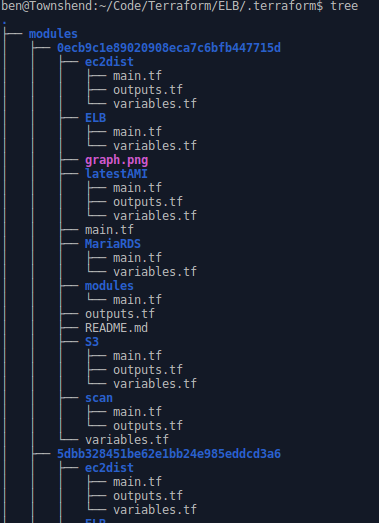 ben@Townshend:~/Code/Terraform/ELB/.terraform$ tree
.
├── modules
│   ├── 0ecb9c1e89020908eca7c6bfb447715d
│   │   ├── ec2dist
│   │   │   ├── main.tf
│   │   │   ├── outputs.tf
│   │   │   └── variables.tf
│   │   ├── ELB
│   │   │   ├── main.tf
│   │   │   └── variables.tf
│   │   ├── graph.png
│   │   ├── latestAMI
│   │   │   ├── main.tf
│   │   │   ├── outputs.tf
│   │   │   └── variables.tf
│   │   ├── main.tf
│   │   ├── MariaRDS
│   │   │   ├── main.tf
│   │   │   └── variables.tf
│   │   ├── modules
│   │   │   └── main.tf
│   │   ├── outputs.tf
│   │   ├── README.md
│   │   ├── S3
│   │   │   ├── main.tf
│   │   │   ├── outputs.tf
│   │   │   └── variables.tf
│   │   ├── scan
│   │   │   ├── main.tf
│   │   │   └── outputs.tf
│   │   └── variables.tf
│   ├── 5dbb328451be62e1bb24e985eddcd3a6
│   │   ├── ec2dist
│   │   │   ├── main.tf
│   │   │   ├── outputs.tf
│   │   │   └── variables.tf
│   │   ├── ELB